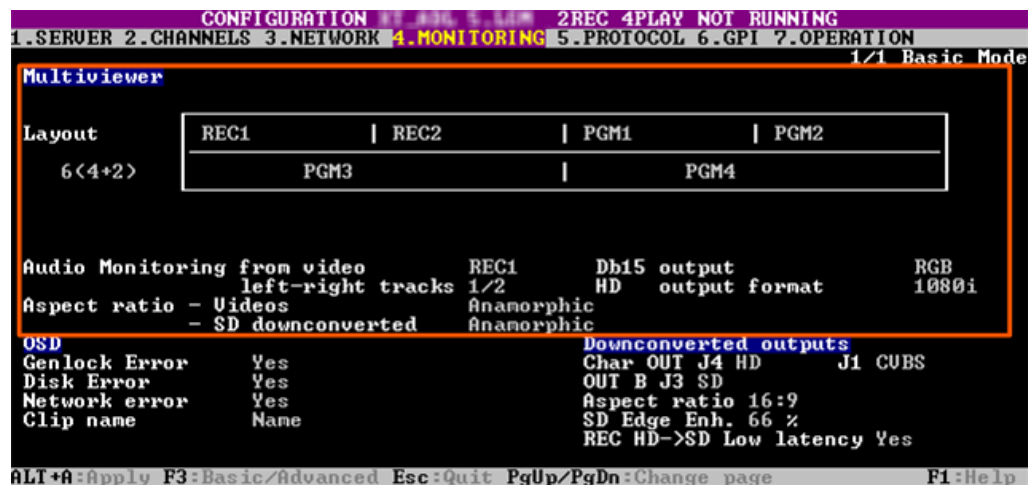 CONFIGURATION 2REC 4PLAY NOT RUNNING
1.SERVER 2.CHANNELS 3.NETWORK 4.MONITORING 5.PROTOCOL 6.GPI 7.OPERATION
1/1 Basic Mode
Multiviewer
Layout REC1 | REC2 | PGM1 | PGM2
6(4+2) PGM3 | PGM4
Audio Monitoring from video REC1 Db15 output RGB
left-right tracks 1/2 HD output format 1080i
Aspect ratio - Videos Anamorphic
- SD downconverted Anamorphic
OSD Downconverted outputs
Genlock Error Yes Char OUT J4 HD J1 CVBS
Disk Error Yes OUT B J3 SD
Network error Yes Aspect ratio 16:9
Clip name Name SD Edge Enh. 66 %
REC HD->SD Low latency Yes
ALT+A:Apply F3:Basic/Advanced Esc:Quit PgUp/PgDn:Change page F1:Help